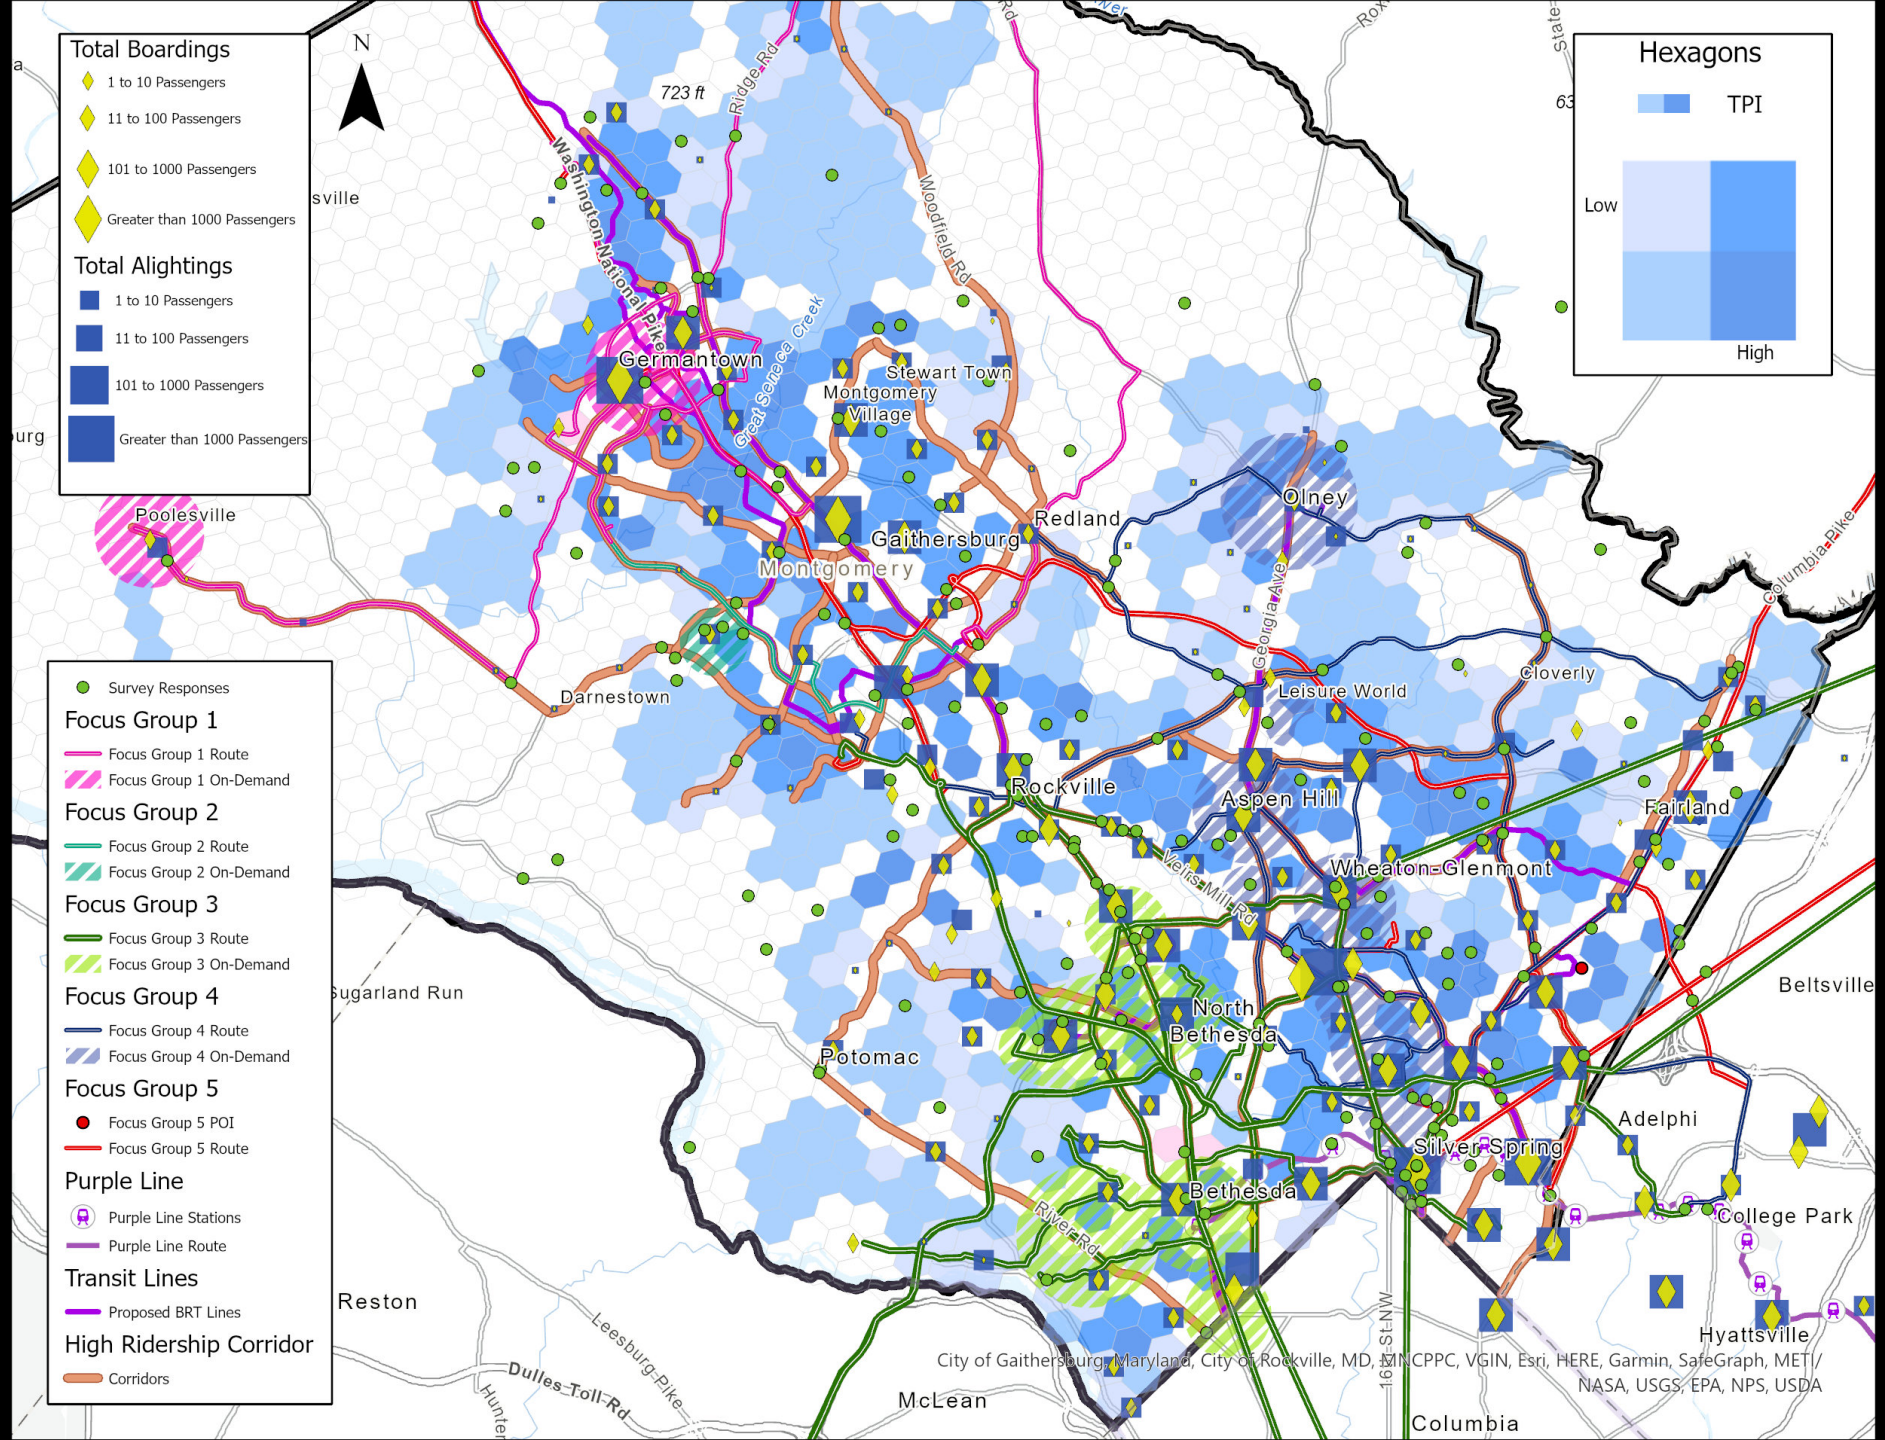 Total Boardings
1 to 10 Passengers
11 to 100 Passengers
101 to 1000 Passengers
Greater than 1000 Passengers
Total Alightings
1 to 10 Passengers
11 to 100 Passengers
101 to 1000 Passengers
Greater than 1000 Passengers
N
723 ft
Ridge Rd
Rd
Hexagons
TPI
Low
High
State
63
sville
Washington National Pike
Woodfield Rd
Great Seneca Creek
Germantown
Stewart Town
Montgomery
Village
Olney
Poolesville
Redland
Gaithersburg
Montgomery
Columbia Pike
Georgia Ave
Cloverly
Leisure World
Darnestown
Survey Responses
Focus Group 1
Focus Group 1 Route
Focus Group 1 On-Demand
Focus Group 2
Focus Group 2 Route
Focus Group 2 On-Demand
Focus Group 3
Focus Group 3 Route
Focus Group 3 On-Demand
Focus Group 4
Focus Group 4 Route
Focus Group 4 On-Demand
Focus Group 5
Focus Group 5 POI
Focus Group 5 Route
Purple Line
Purple Line Stations
Purple Line Route
Transit Lines
Proposed BRT Lines
High Ridership Corridor
Corridors
Rockville
Aspen Hill
Fairland
Veirs Mill Rd
Wheaton-Glenmont
Sugarland Run
Beltsville
North
Bethesda
Potomac
Adelphi
Silver Spring
Bethesda
River Rd
College Park
Reston
Leesburg Pike
Dulles Toll Rd
Hunter
McLean
16th St NW
Hyattsville
Columbia
City of Gaithersburg, Maryland, City of Rockville, MD, MNCPPC, VGIN, Esri, HERE, Garmin, SafeGraph, METI/
NASA, USGS, EPA, NPS, USDA